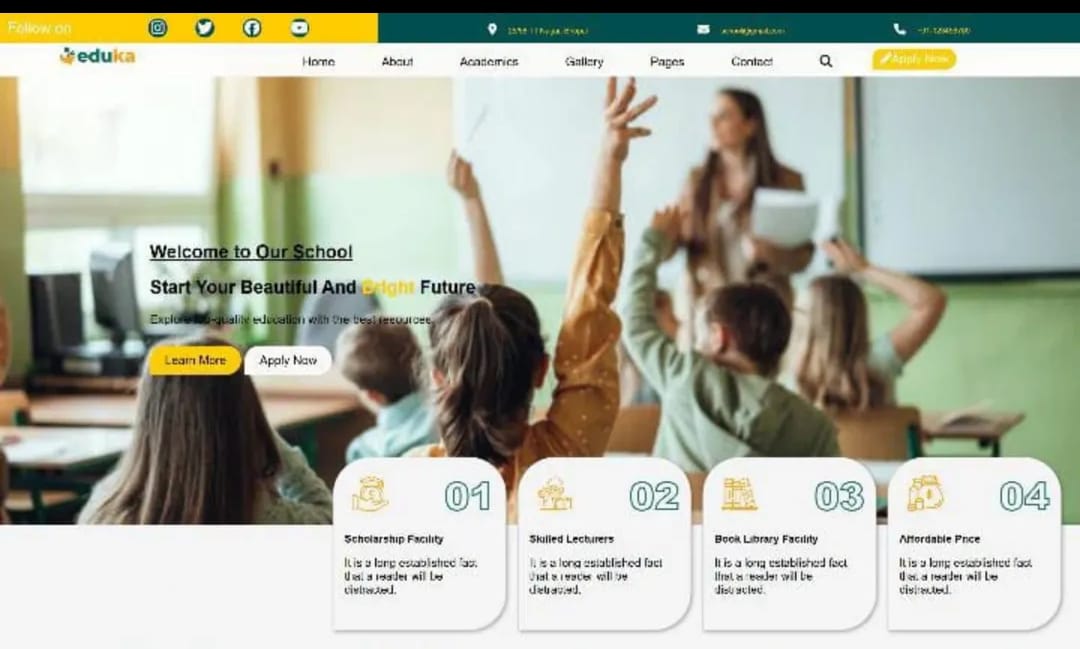 Follow on
eduka
Home About Academics Gallery Pages Contact Apply Now
Welcome to Our School
Start Your Beautiful And Bright Future
Explore top-quality education with the best resources.
Learn More Apply Now
01 02 03 04
Scholarship Facility Skilled Lecturers Book Library Facility Affordable Price
It is a long established fact It is a long established fact It is a long established fact It is a long established fact
that a reader will be that a reader will be that a reader will be that a reader will be
distracted. distracted. distracted. distracted.